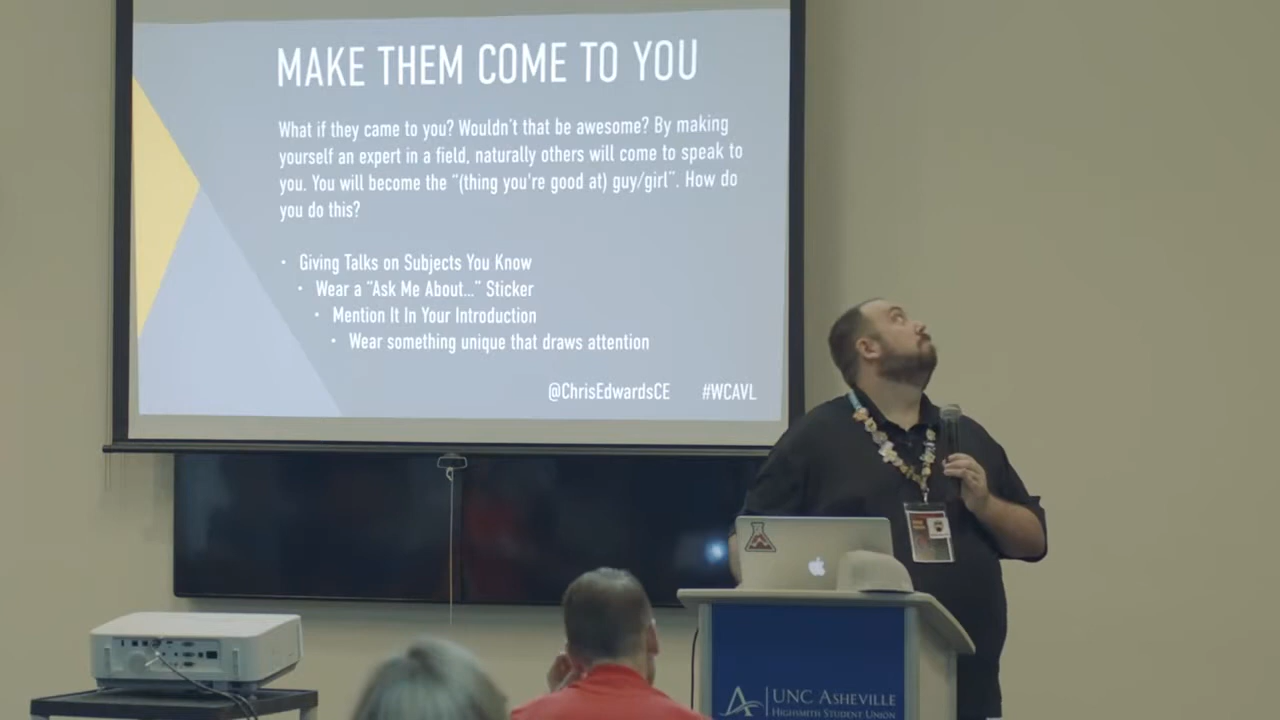 MAKE THEM COME TO YOU
What if they came to you? Wouldn't that be awesome? By making
yourself an expert in a field, naturally others will come to speak to
you. You will become the “(thing you're good at) guy/girl”. How do
you do this?
• Giving Talks on Subjects You Know
• Wear a “Ask Me About...” Sticker
• Mention It In Your Introduction
• Wear something unique that draws attention
@ChrisEdwardsCE #WCAVL
UNC ASHEVILLE
HIGHSMITH STUDENT UNION